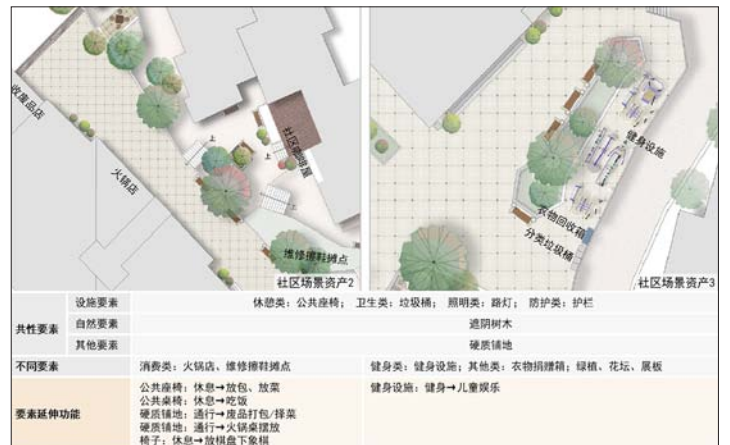 收废品店
火锅店
上
上
社区咖啡屋
上
维修擦鞋摊点
社区场景资产2
健身设施
衣物回收箱
分类垃圾桶
社区场景资产3
共性要素
设施要素
休憩类：公共座椅； 卫生类：垃圾桶； 照明类：路灯； 防护类：护栏
自然要素
遮阴树木
其他要素
硬质铺地
不同要素
消费类：火锅店、维修擦鞋摊点
健身类：健身设施；其他类：衣物捐赠箱；绿植、花坛、展板
要素延伸功能
公共座椅：休息→放包、放菜
公共桌椅：休息→吃饭
硬质铺地：通行→废品打包/择菜
硬质铺地：通行→火锅桌摆放
椅子：休息→放棋盘下象棋
健身设施：健身→儿童娱乐